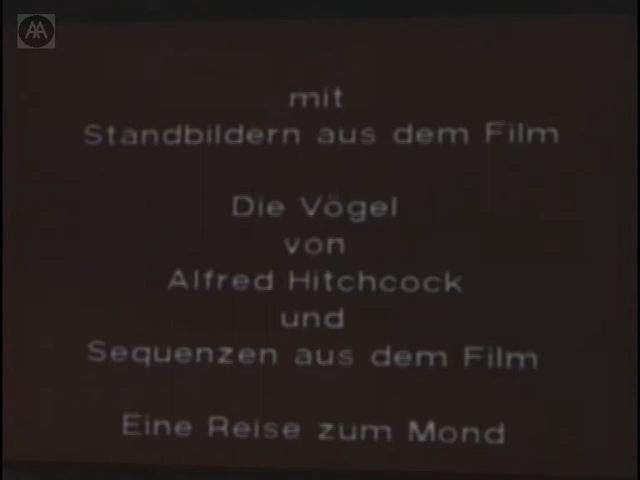 mit
Standbildern aus dem Film
Die Vögel
von
Alfred Hitchcock
und
Sequenzen aus dem Film
Eine Reise zum Mond